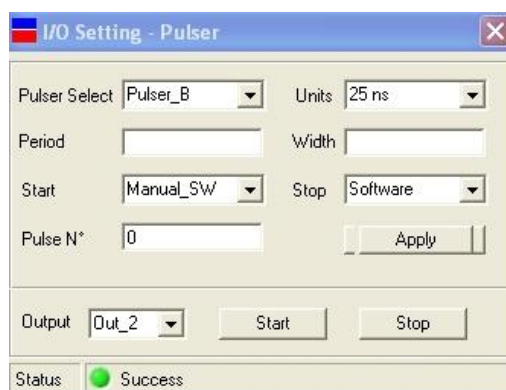 I/O Setting - Pulser
Pulser Select Pulser_B Units 25 ns
Period Width
Start Manual_SW Stop Software
Pulse N° 0 Apply
Output Out_2 Start Stop
Status Success